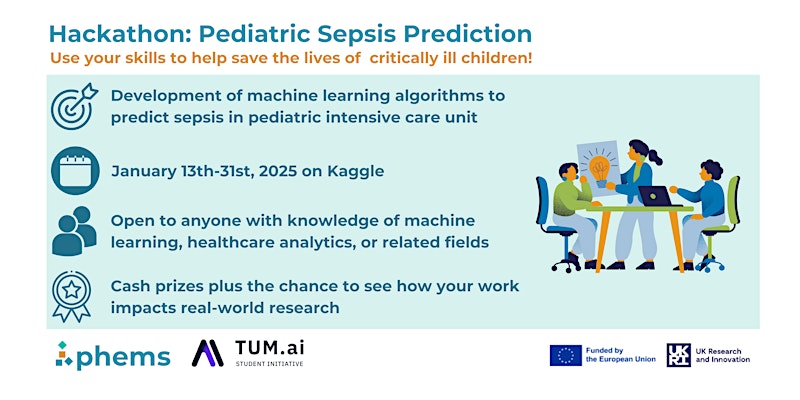 Hackathon: Pediatric Sepsis Prediction
Use your skills to help save the lives of critically ill children!
Development of machine learning algorithms to
predict sepsis in pediatric intensive care unit
January 13th-31st, 2025 on Kaggle
Open to anyone with knowledge of machine
learning, healthcare analytics, or related fields
Cash prizes plus the chance to see how your work
impacts real-world research
phems
TUM.ai
STUDENT INITIATIVE
Funded by
the European Union
UKRI
UK Research
and Innovation